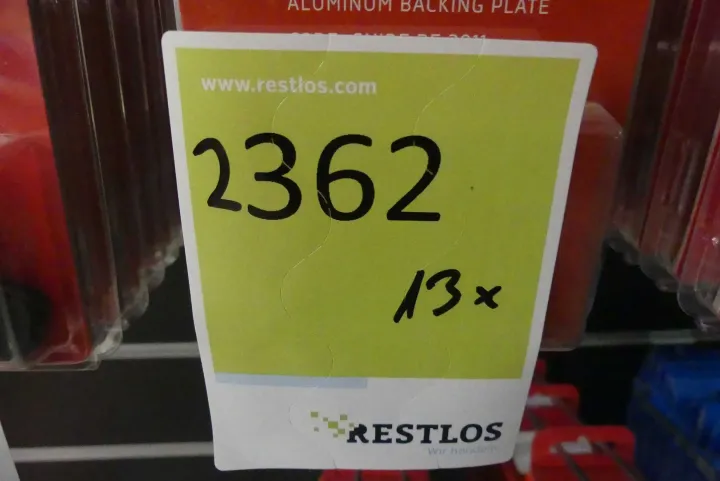 ALUMINUM BACKING PLATE
www.restlos.com
2362
13x
RESTLOS